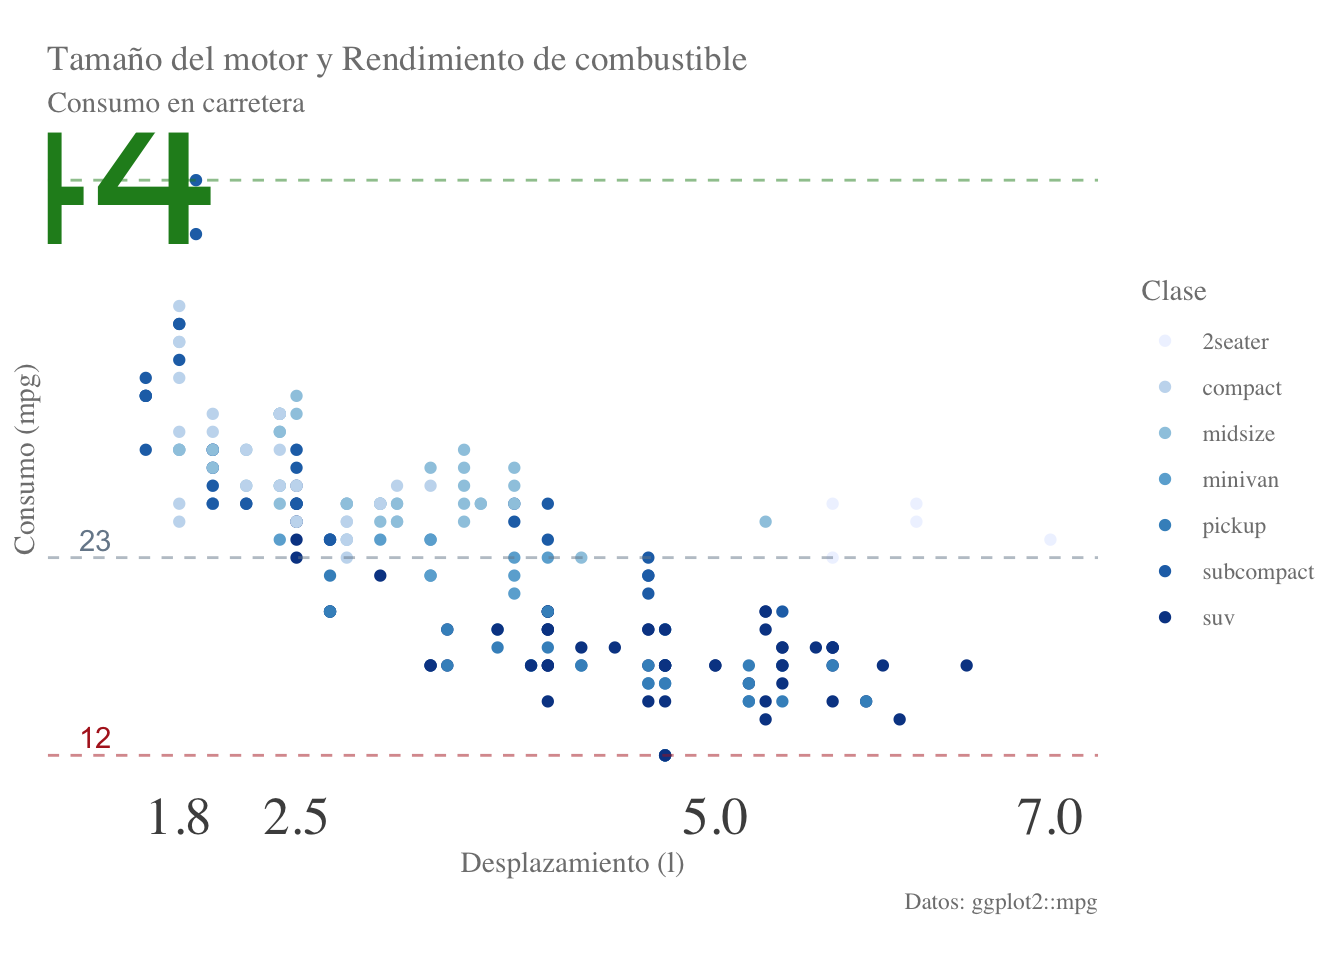 Tamaño del motor y Rendimiento de combustible
Consumo en carretera
44
Consumo (mpg)
23
12
1.8 2.5 5.0 7.0
Desplazamiento (l)
Datos: ggplot2::mpg
Clase
2seater
compact
midsize
minivan
pickup
subcompact
suv